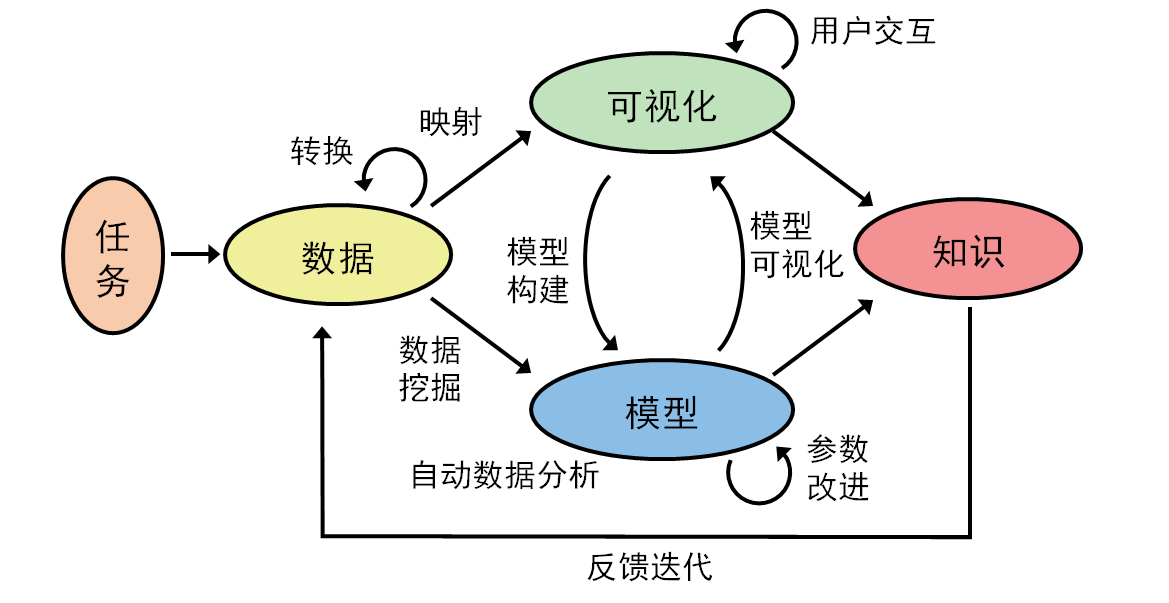 用户交互
可视化
映射
转换
任
务
数据
模型
构建
模型
可视化
知识
数据
挖掘
模型
自动数据分析
参数
改进
反馈迭代